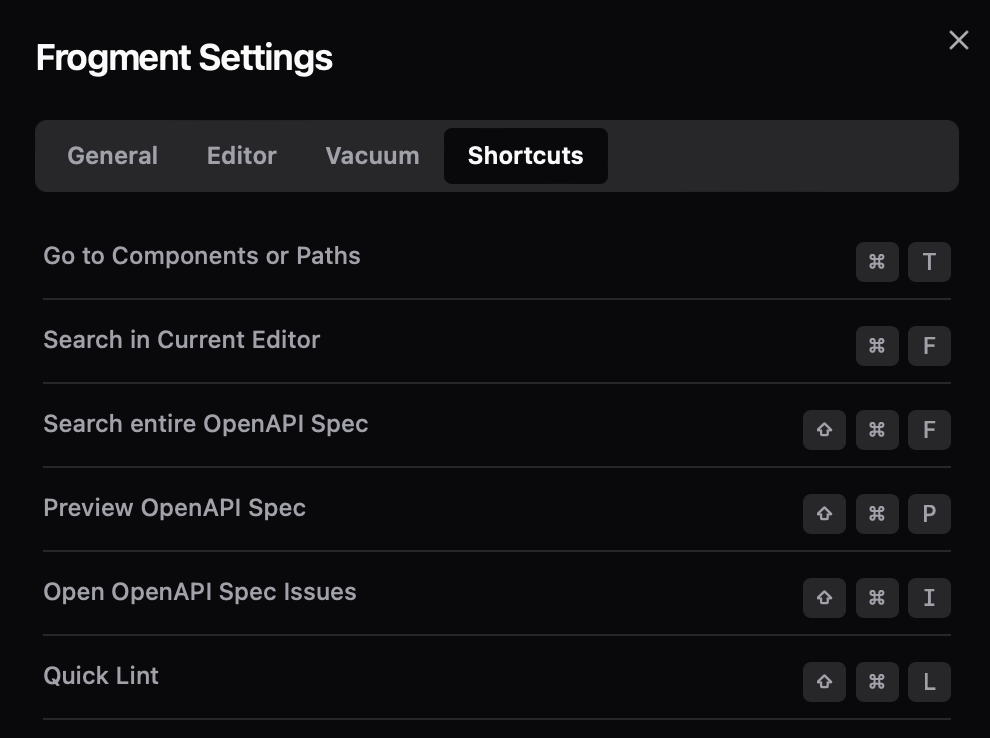 Frogment Settings
General Editor Vacuum Shortcuts
Go to Components or Paths ⌘ T
Search in Current Editor ⌘ F
Search entire OpenAPI Spec ⇧ ⌘ F
Preview OpenAPI Spec ⇧ ⌘ P
Open OpenAPI Spec Issues ⇧ ⌘ I
Quick Lint ⇧ ⌘ L